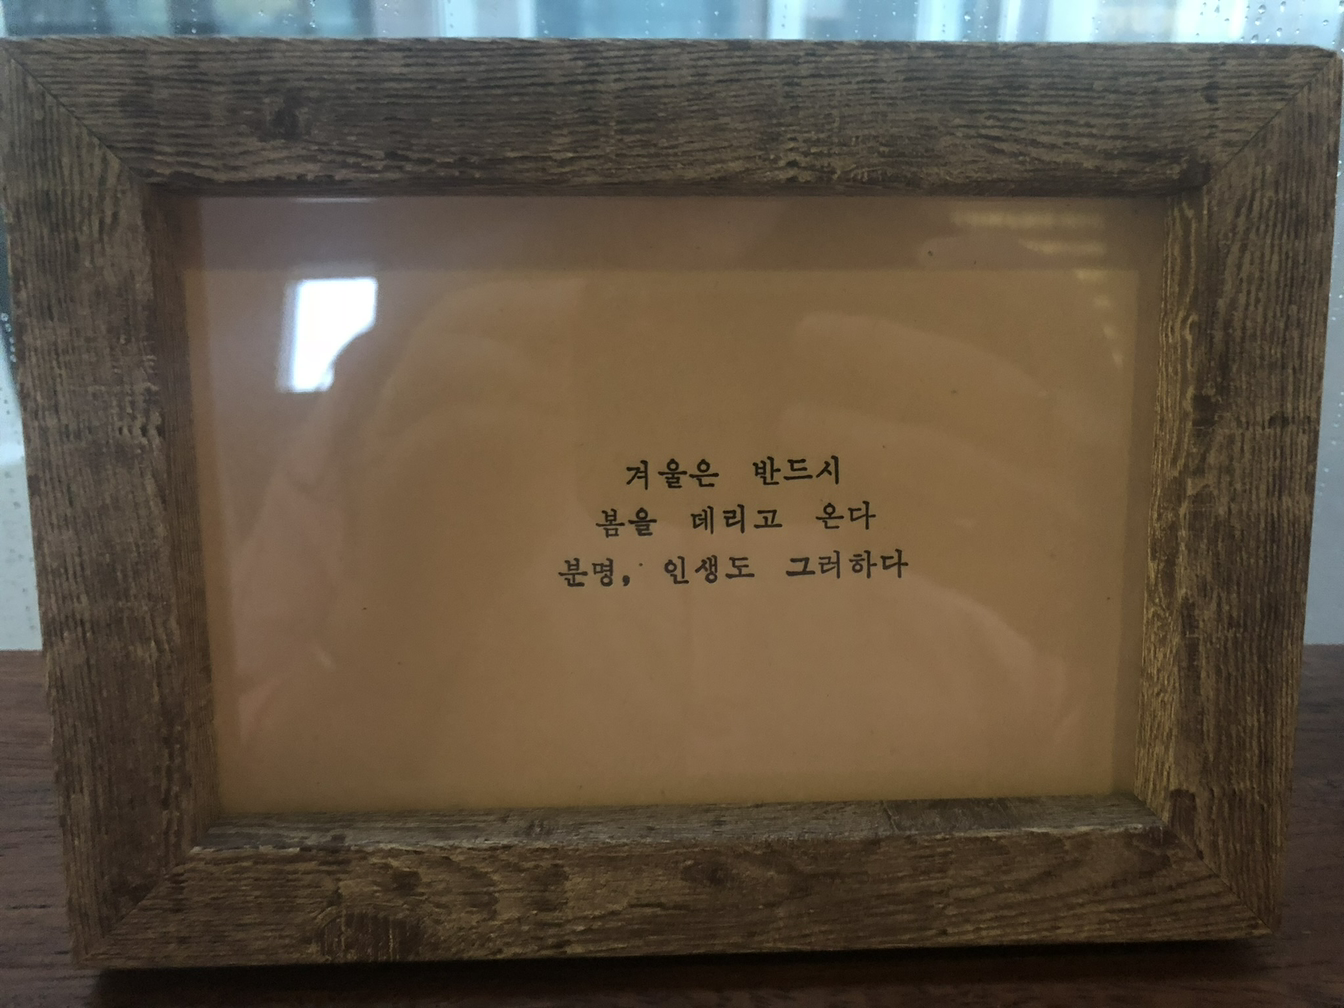 겨울은 반드시
봄을 데리고 온다
분명, 인생도 그러하다